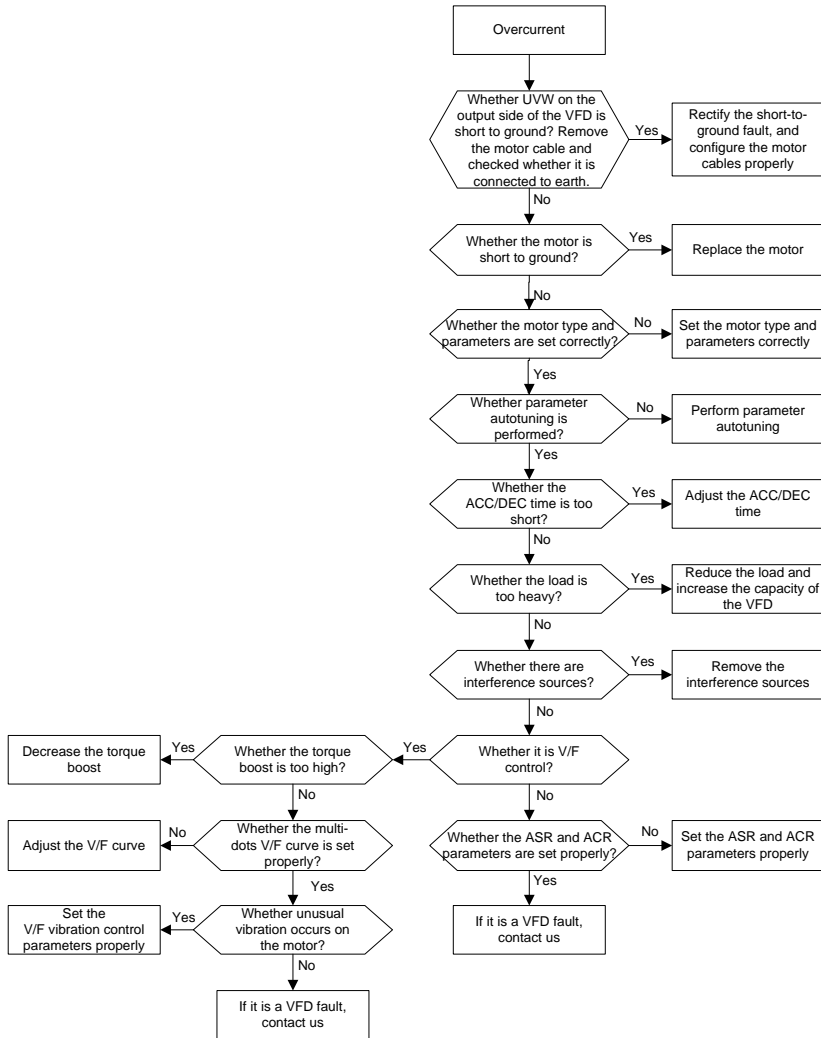 Overcurrent
Whether UVW on the
output side of the VFD is
short to ground? Remove
the motor cable and
checked whether it is
connected to earth.
Yes
Rectify the short-to-
ground fault, and
configure the motor
cables properly
No
Whether the motor is
short to ground?
Yes
Replace the motor
No
Whether the motor type and
parameters are set correctly?
No
Set the motor type and
parameters correctly
Yes
Whether parameter
autotuning is
performed?
No
Perform parameter
autotuning
Yes
Whether the
ACC/DEC time is too
short?
Yes
Adjust the ACC/DEC
time
No
Whether the load is
too heavy?
Yes
Reduce the load and
increase the capacity of
the VFD
No
Whether there are
interference sources?
Yes
Remove the
interference sources
No
Decrease the torque
boost
Yes
Whether the torque
boost is too high?
Yes
Whether it is V/F
control?
No
No
Adjust the V/F curve
No
Whether the multi-
dots V/F curve is set
properly?
Whether the ASR and ACR
parameters are set properly?
No
Set the ASR and ACR
parameters properly
Yes
Yes
Set the
V/F vibration control
parameters properly
Yes
Whether unusual
vibration occurs on
the motor?
If it is a VFD fault,
contact us
No
If it is a VFD fault,
contact us